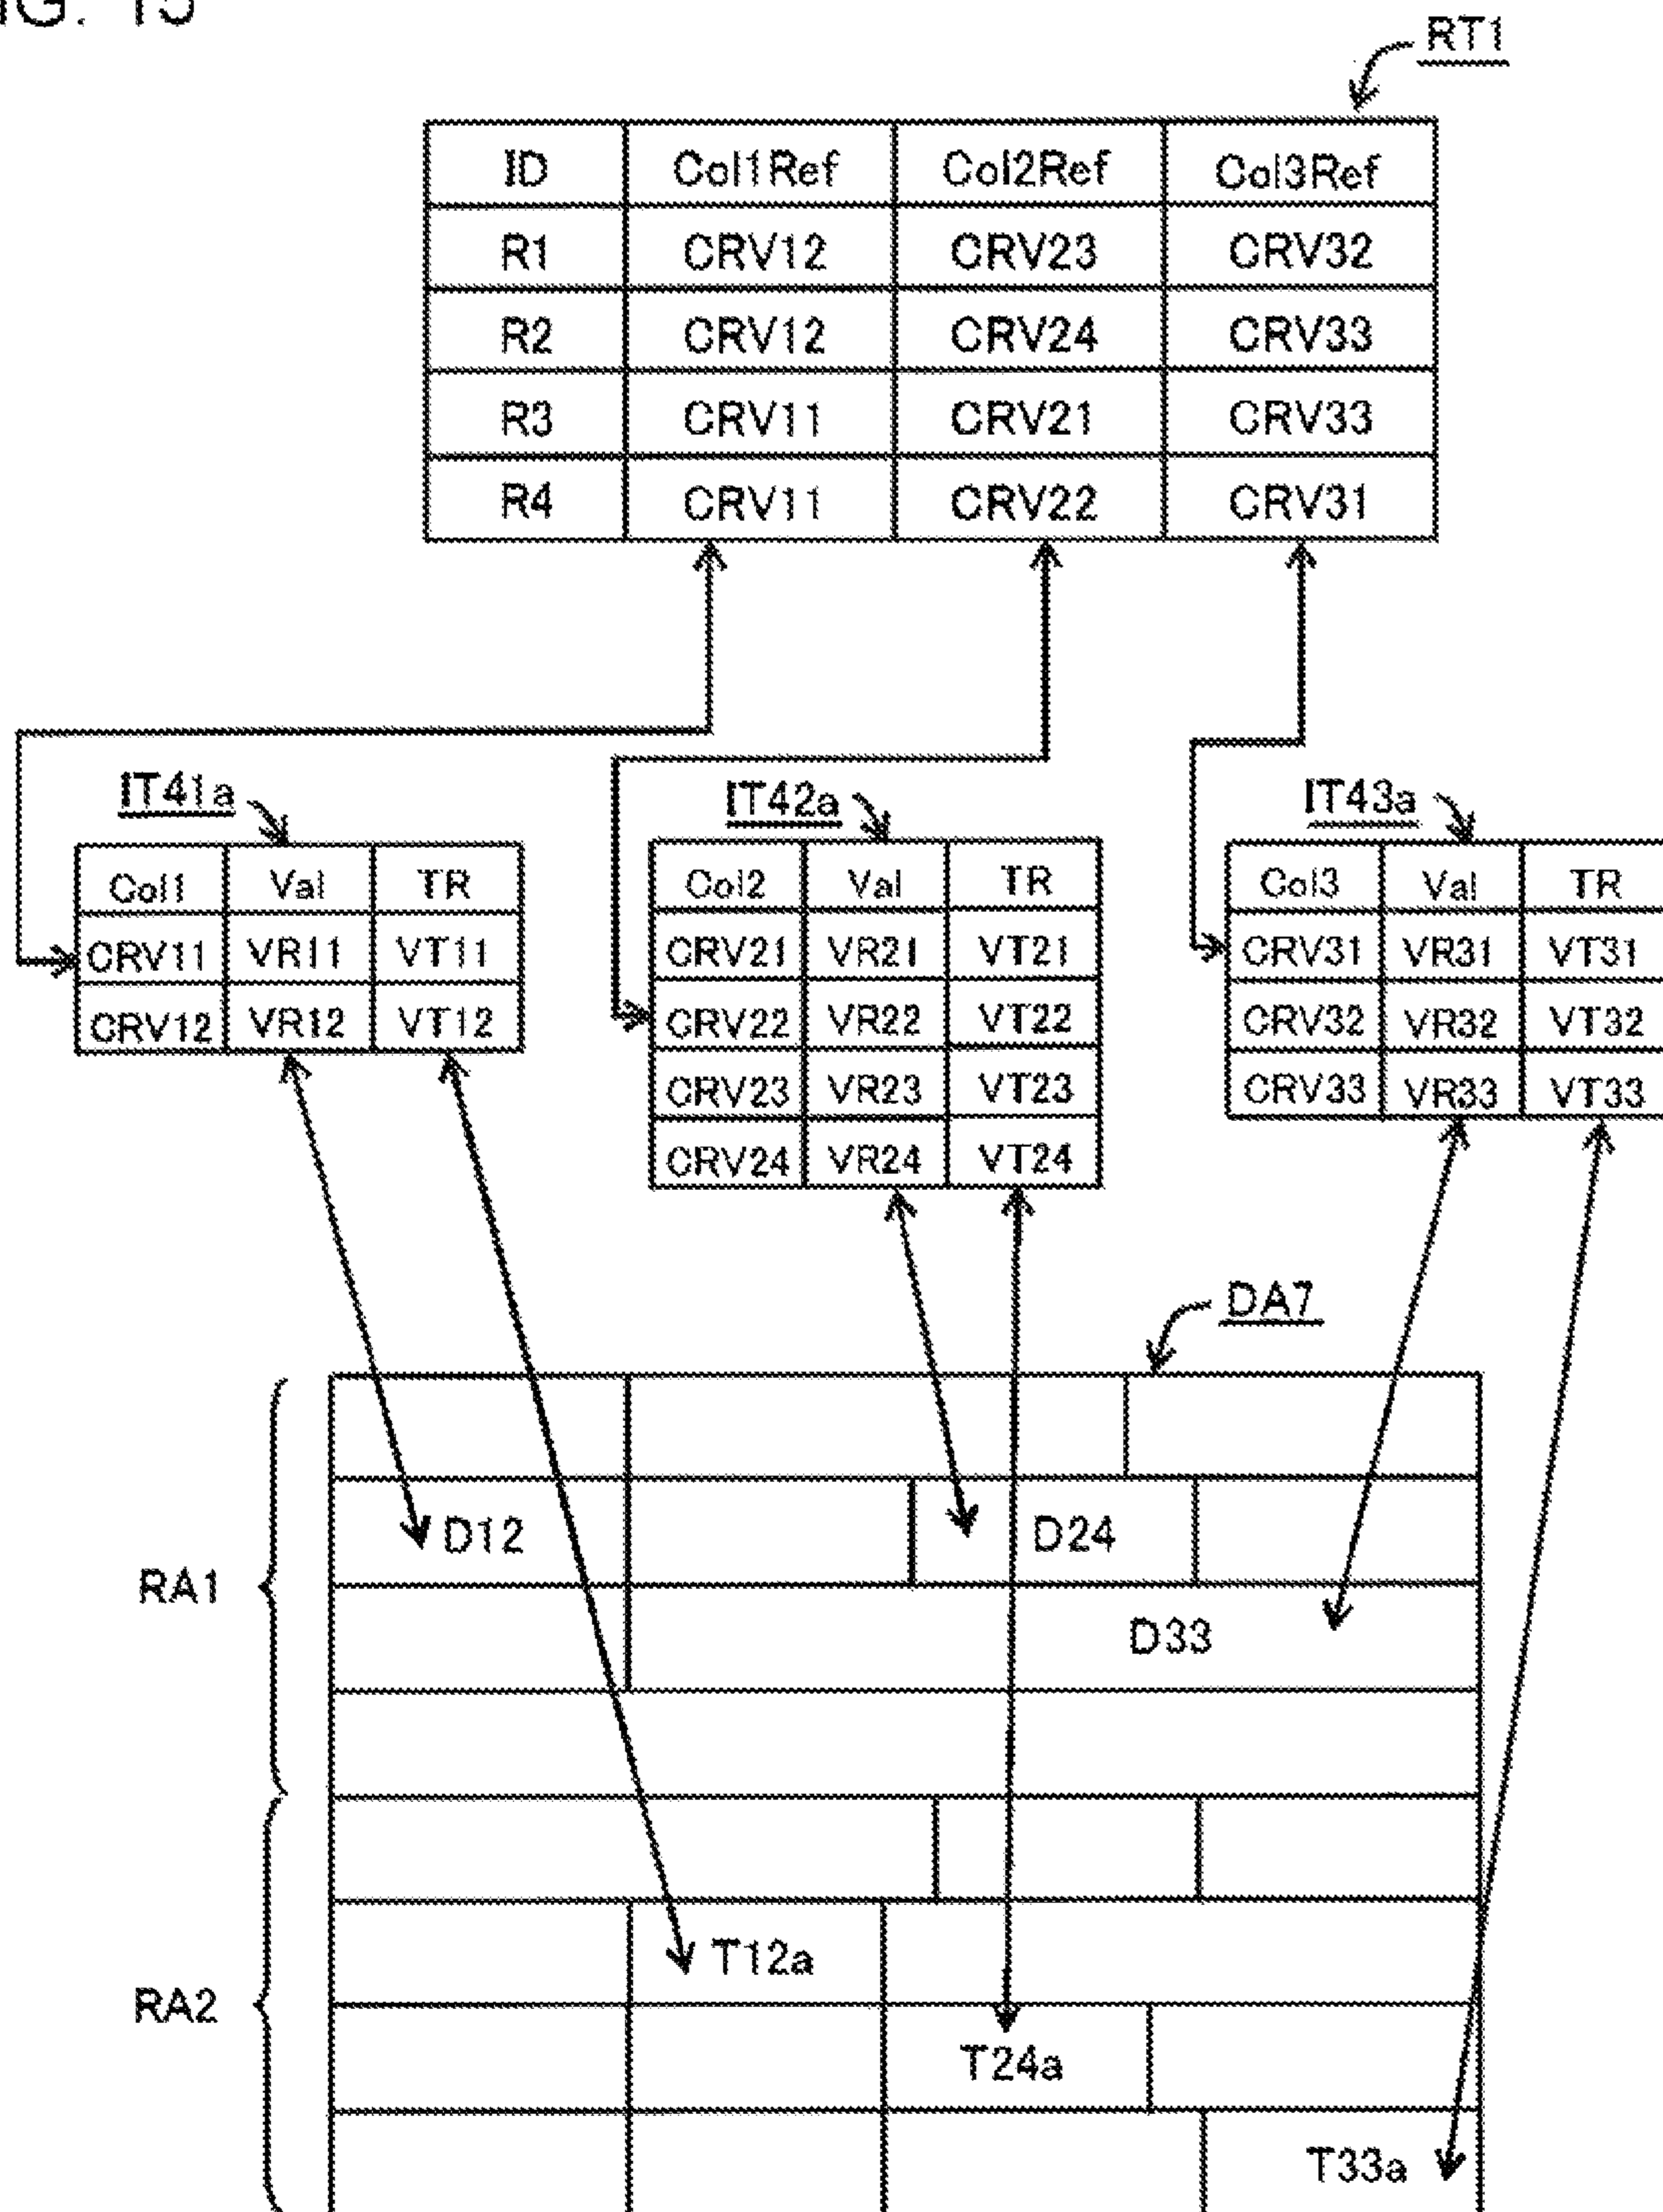 FIG. 15
RT1
ID Col1Ref Col2Ref Col3Ref
R1 CRV12 CRV23 CRV32
R2 CRV12 CRV24 CRV33
R3 CRV11 CRV21 CRV33
R4 CRV11 CRV22 CRV31
IT41a
Col1 Val TR
CRV11 VR11 VT11
CRV12 VR12 VT12
IT42a
Col2 Val TR
CRV21 VR21 VT21
CRV22 VR22 VT22
CRV23 VR23 VT23
CRV24 VR24 VT24
IT43a
Col3 Val TR
CRV31 VR31 VT31
CRV32 VR32 VT32
CRV33 VR33 VT33
DA7
RA1
D12 D24
D33
RA2
T12a
T24a
T33a